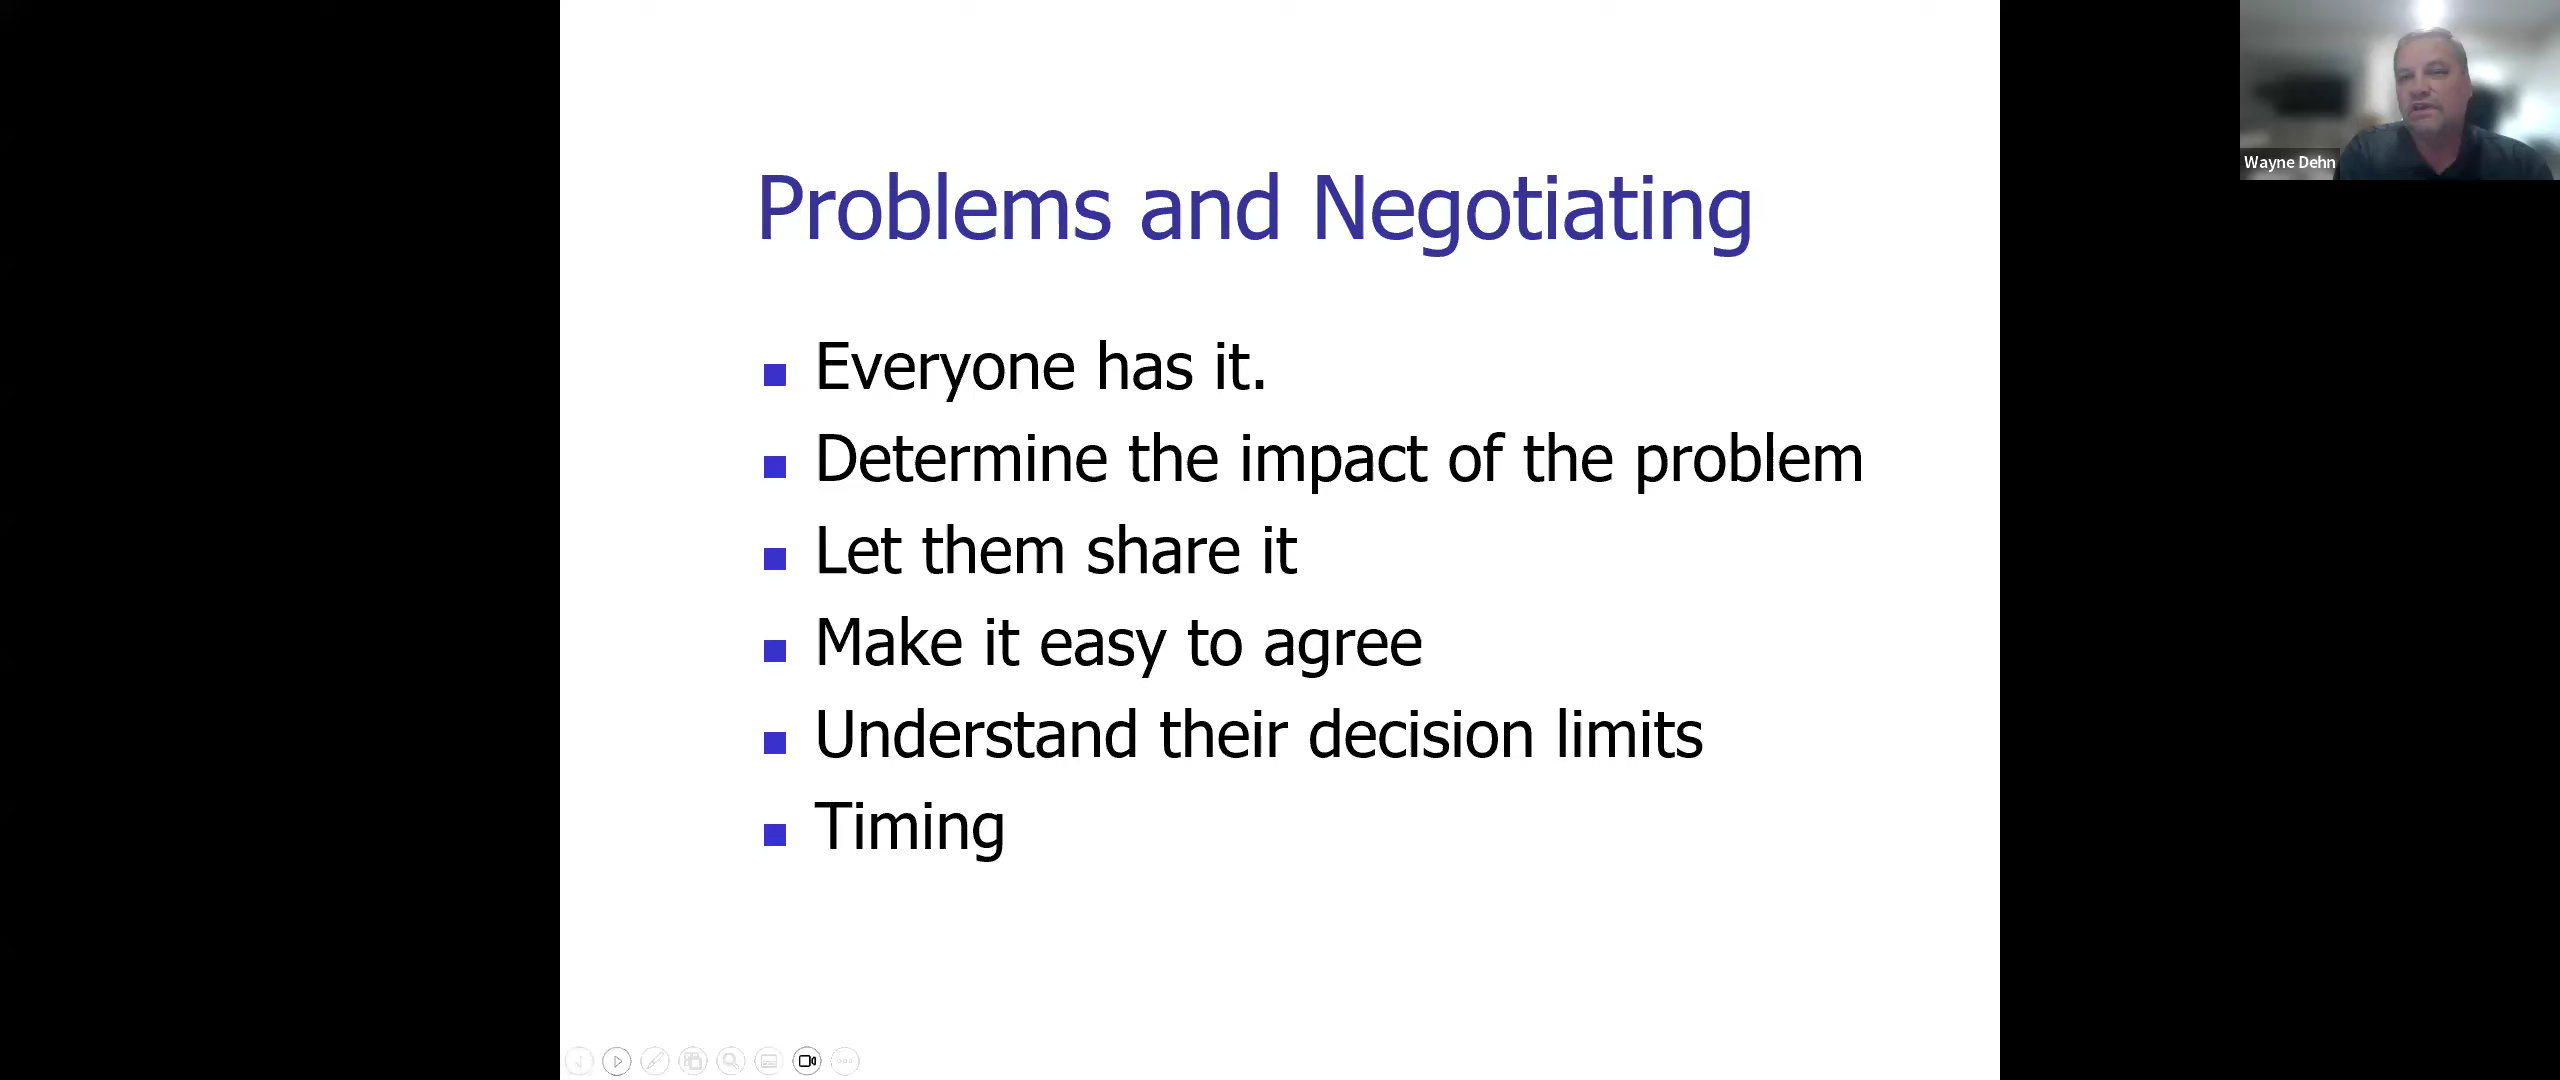 Problems and Negotiating
Everyone has it.
Determine the impact of the problem
Let them share it
Make it easy to agree
Understand their decision limits
Timing
Wayne Dehn